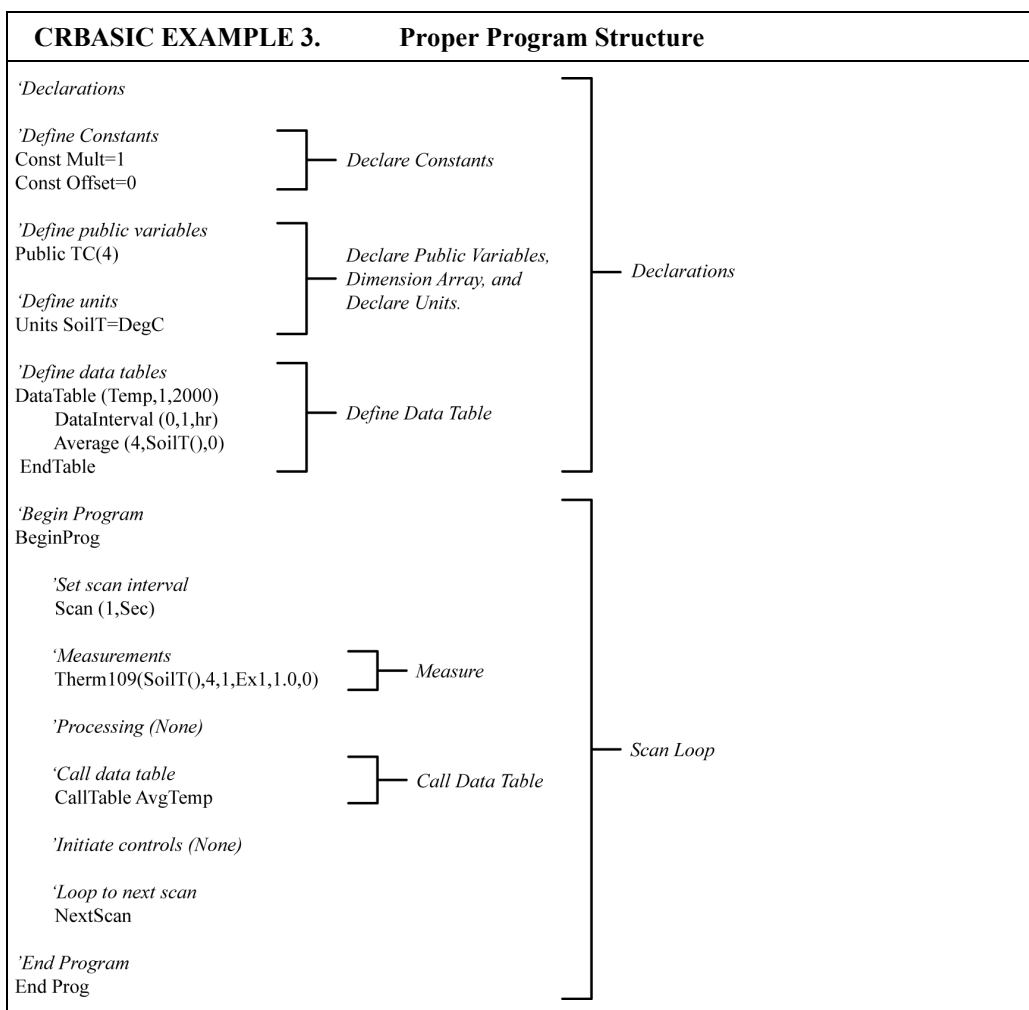 CRBASIC EXAMPLE 3. Proper Program Structure
‘Declarations
’Define Constants
Const Mult=1
Const Offset=0
Declare Constants
’Define public variables
Public TC(4)
’Define units
Units SoilT=DegC
Declare Public Variables,
Dimension Array, and
Declare Units.
’Define data tables
DataTable (Temp,1,2000)
DataInterval (0,1,hr)
Average (4,SoilT(),0)
EndTable
Define Data Table
Declarations
‘Begin Program
BeginProg
’Set scan interval
Scan (1,Sec)
‘Measurements
Therm109(SoilT(),4,1,Ex1,1.0,0)
Measure
’Processing (None)
‘Call data table
CallTable AvgTemp
Call Data Table
’Initiate controls (None)
‘Loop to next scan
NextScan
’End Program
End Prog
Scan Loop